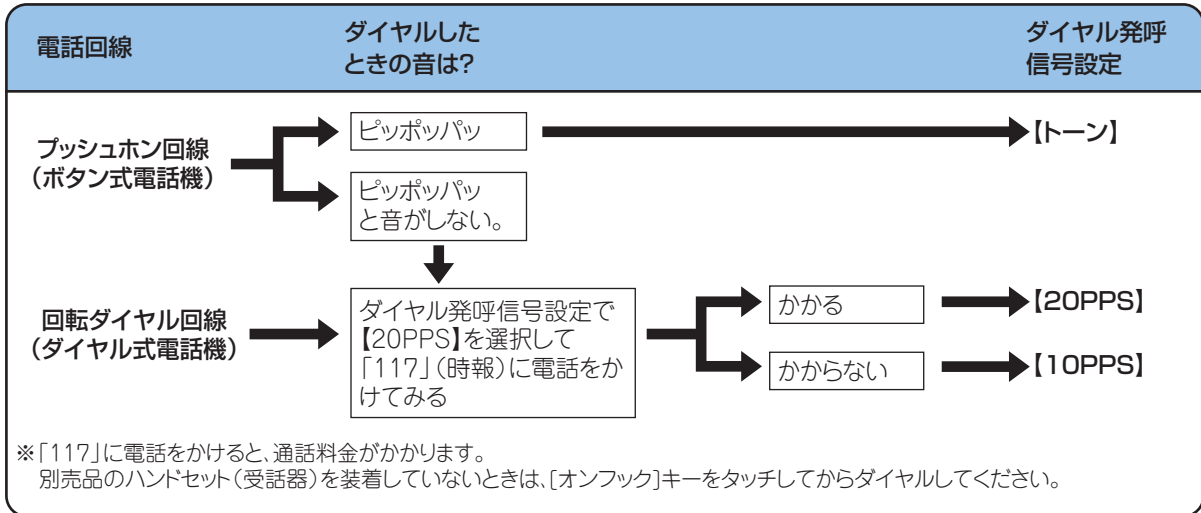 電話回線
ダイヤルした
ときの音は?
ダイヤル発呼
信号設定
プッシュホン回線
(ボタン式電話機)
ピッポッパッ
【トーン】
ピッポッパッ
と音がしない。
回転ダイヤル回線
(ダイヤル式電話機)
ダイヤル発呼信号設定で
【20PPS】を選択して
「117」(時報)に電話をか
けてみる
かかる
【20PPS】
かからない
【10PPS】
※「117」に電話をかけると、通話料金がかかります。
別売品のハンドセット(受話器)を装着していないときは、[オンフック]キーをタッチしてからダイヤルしてください。